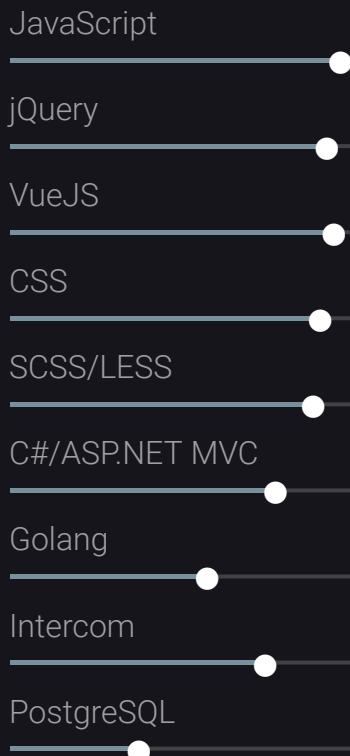 JavaScript
jQuery
VueJS
CSS
SCSS/LESS
C#/ASP.NET MVC
Golang
Intercom
PostgreSQL